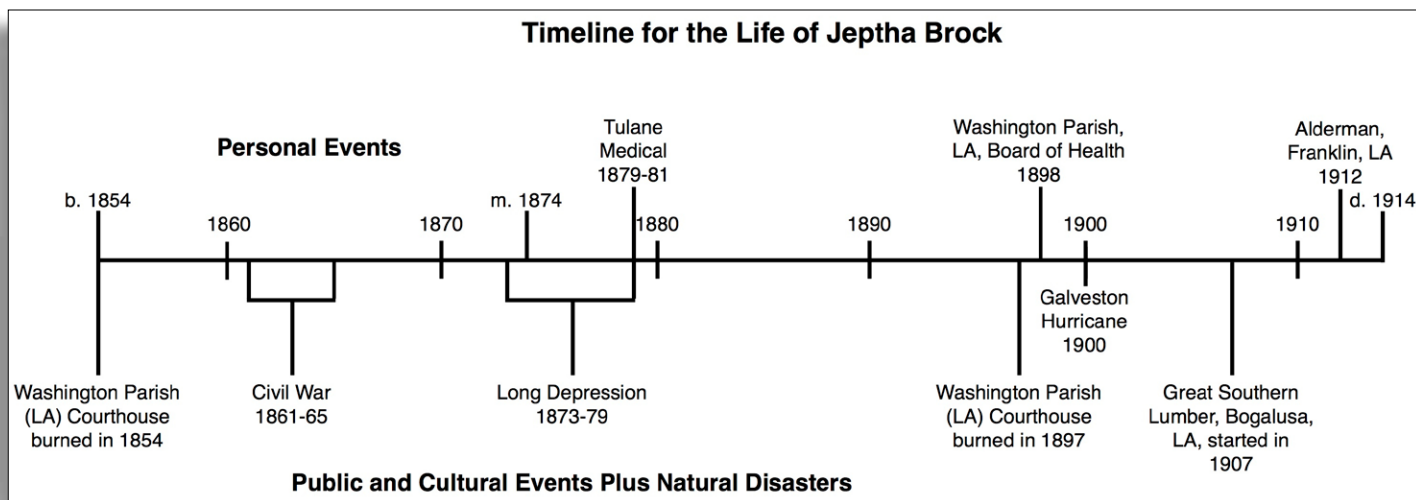 Timeline for the Life of Jeptha Brock
Personal Events
b. 1854
1860
1870
m. 1874
Tulane
Medical
1879-81
1880
1890
Washington Parish,
LA, Board of Health
1898
1900
1910
Alderman,
Franklin, LA
1912
d. 1914
Washington Parish
(LA) Courthouse
burned in 1854
Civil War
1861-65
Long Depression
1873-79
Washington Parish
(LA) Courthouse
burned in 1897
Galveston
Hurricane
1900
Great Southern
Lumber, Bogalusa,
LA, started in
1907
Public and Cultural Events Plus Natural Disasters